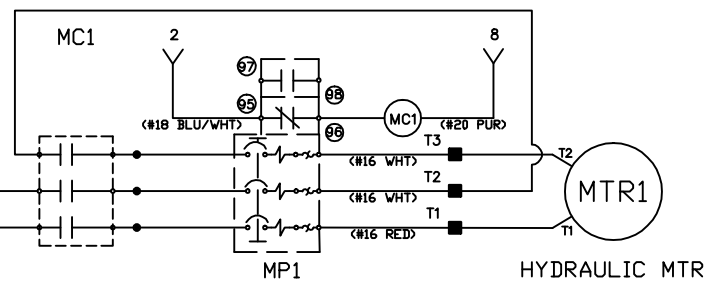 MC1
2
8
97
98
95
96
(#18 BLU/WHT)
MC1
(#20 PUR)
T3
(#16 WHT)
T2
T2
(#16 WHT)
MTR1
T1
(#16 RED)
T1
MP1
HYDRAULIC MTR